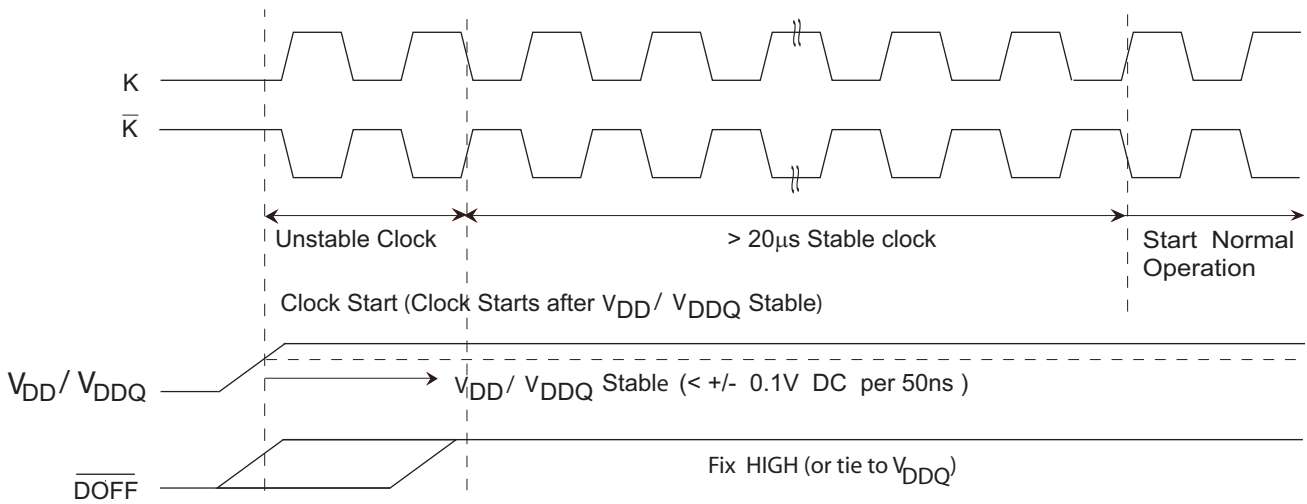 K
K̅
Unstable Clock
> 20μs Stable clock
Start Normal
Operation
Clock Start (Clock Starts after VDD / VDDQ Stable)
VDD / VDDQ
VDD / VDDQ Stable (< +/- 0.1V DC per 50ns )
Fix HIGH (or tie to VDDQ)
D̅O̅F̅F̅